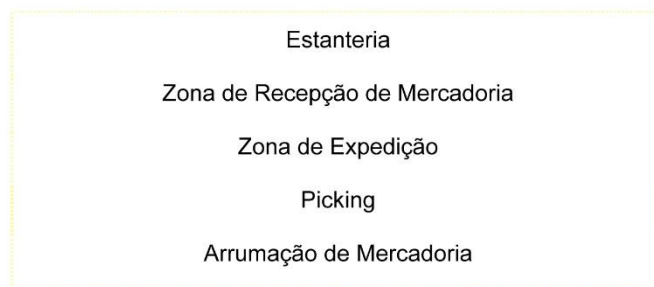 Estanteria
Zona de Recepção de Mercadoria
Zona de Expedição
Picking
Arrumação de Mercadoria